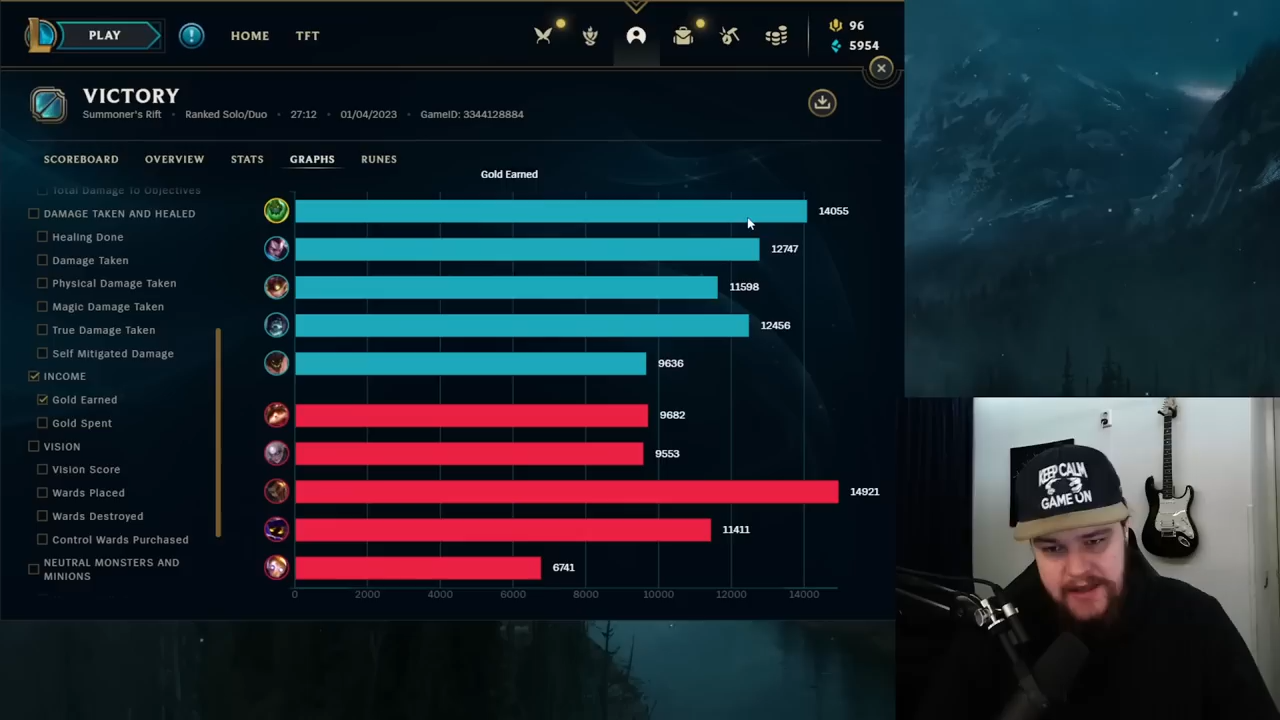 PLAY
HOME
TFT
96
5954
VICTORY
Summoner's Rift • Ranked Solo/Duo • 27:12 • 01/04/2023 • GameID: 3344128884
SCOREBOARD
OVERVIEW
STATS
GRAPHS
RUNES
Gold Earned
Total Damage To Objectives
DAMAGE TAKEN AND HEALED
Healing Done
Damage Taken
Physical Damage Taken
Magic Damage Taken
True Damage Taken
Self Mitigated Damage
INCOME
Gold Earned
Gold Spent
VISION
Vision Score
Wards Placed
Wards Destroyed
Control Wards Purchased
NEUTRAL MONSTERS AND
MINIONS
14055
12747
11598
12456
9636
9682
9553
14921
11411
6741
0 2000 4000 6000 8000 10000 12000 14000
KEEP CALM
GAME ON